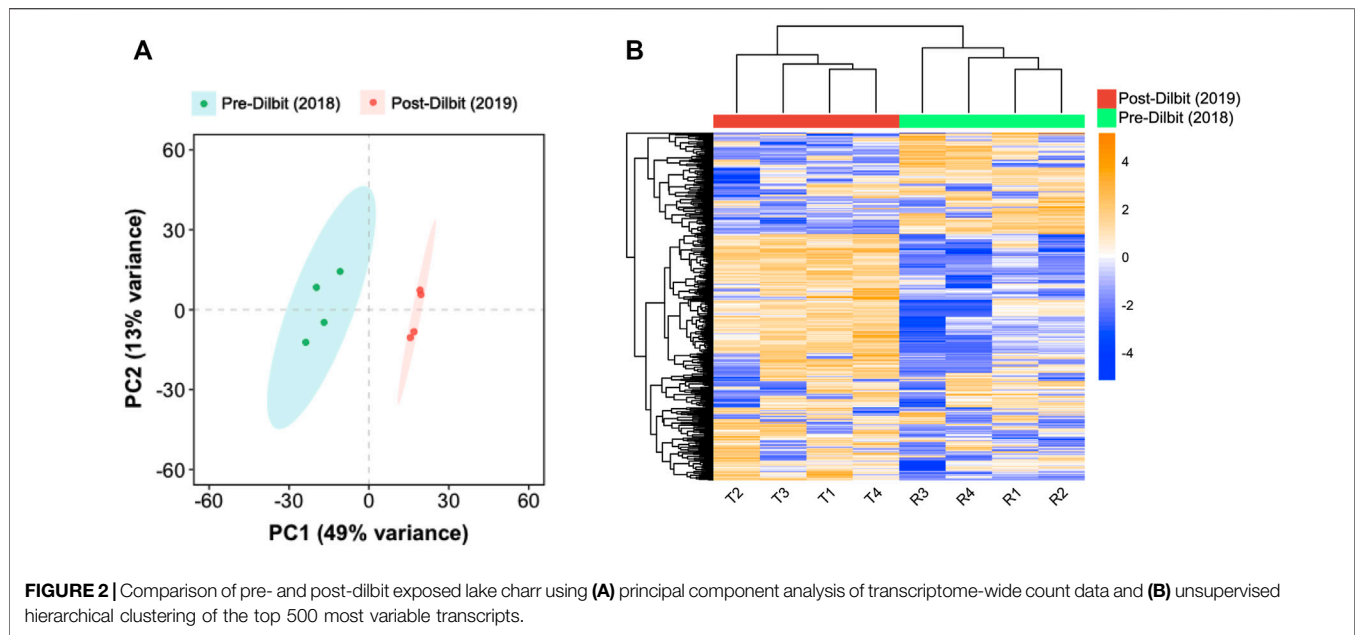 A
Pre-Dilbit (2018) Post-Dilbit (2019)
60
30
0
-30
-60
PC2 (13% variance)
-60 -30 0 30 60
PC1 (49% variance)
B
Post-Dilbit (2019)
Pre-Dilbit (2018)
4
2
0
-2
-4
T2 T3 T1 T4 R3 R4 R1 R2
FIGURE 2 | Comparison of pre- and post-dilbit exposed lake charr using (A) principal component analysis of transcriptome-wide count data and (B) unsupervised
hierarchical clustering of the top 500 most variable transcripts.